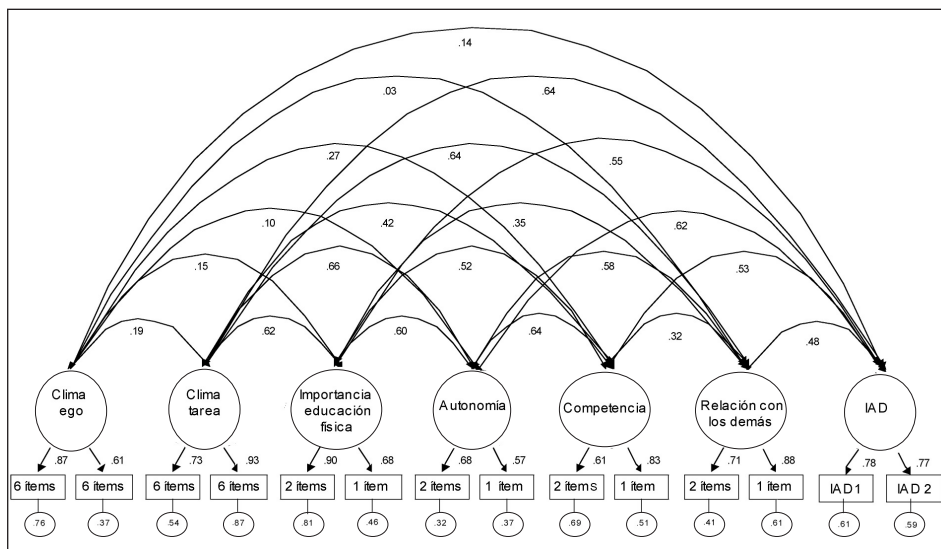 .14
.03 .64
.27 .64 .55
.10 .42 .35 .62
.15 .66 .52 .58 .53
.19 .62 .60 .64 .32 .48
Clima
ego
Clima
tarea
Importancia
educación
física
Autonomía
Competencia
Relación con
los demás
IAD
.87 .61 .73 .93 .90 .68 .68 .57 .61 .83 .71 .88 .78 .77
6 items 6 items 6 items 6 items 2 items 1 item 2 items 1 item 2 items 1 item 2 items 1 item IAD 1 IAD 2
.76 .37 .54 .87 .81 .46 .32 .37 .69 .51 .41 .61 .61 .59